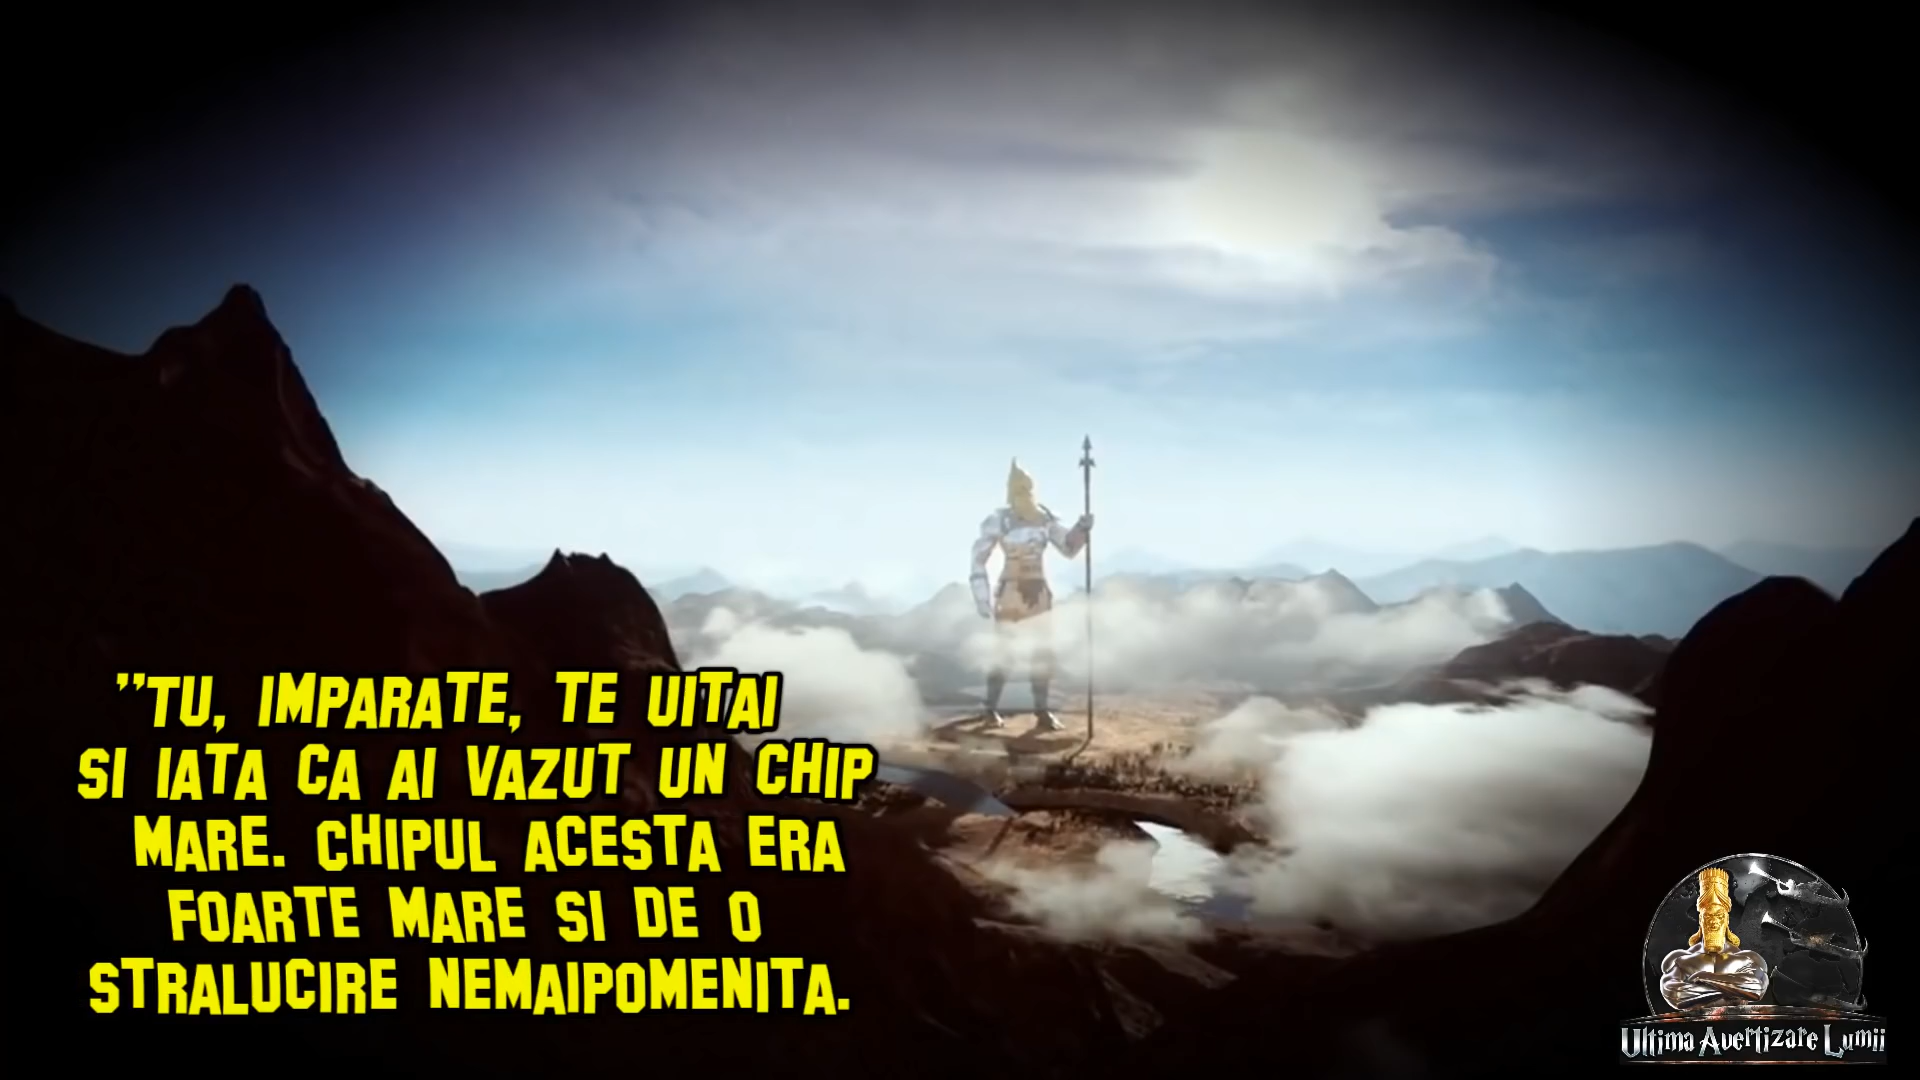 "TU, IMPARATE, TE UITAI
SI IATA CA AI VAZUT UN CHIP
MARE. CHIPUL ACESTA ERA
FOARTE MARE SI DE O
STRALUCIRE NEMAIPOMENITA.
Ultima Avertizare Lumii